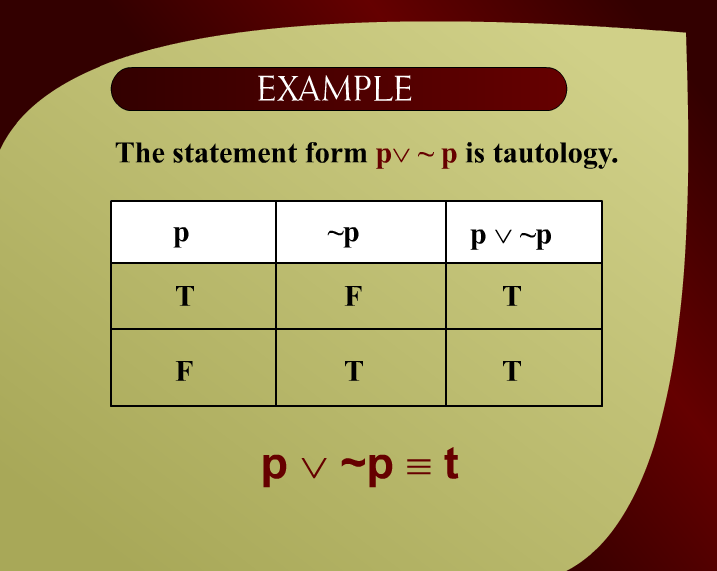 EXAMPLE
The statement form p∨ ~ p is tautology.
p ~p p ∨ ~p
T F T
F T T
p ∨ ~p ≡ t